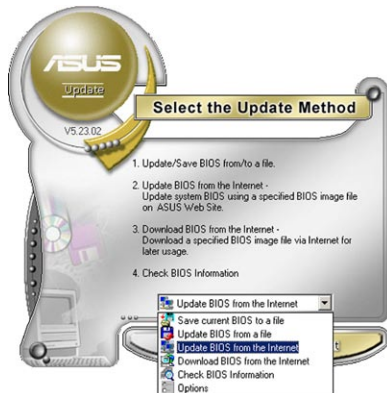 ASUS
Update
V5.23.02
Select the Update Method
1. Update/Save BIOS from/to a file.
2. Update BIOS from the Internet -
Update system BIOS using a specified BIOS image file
on ASUS Web Site.
3. Download BIOS from the Internet -
Download a specified BIOS image file via Internet for
later usage.
4. Check BIOS Information
Update BIOS from the Internet
Save current BIOS to a file
Update BIOS from a file
Update BIOS from the Internet
Download BIOS from the Internet
Check BIOS Information
Options